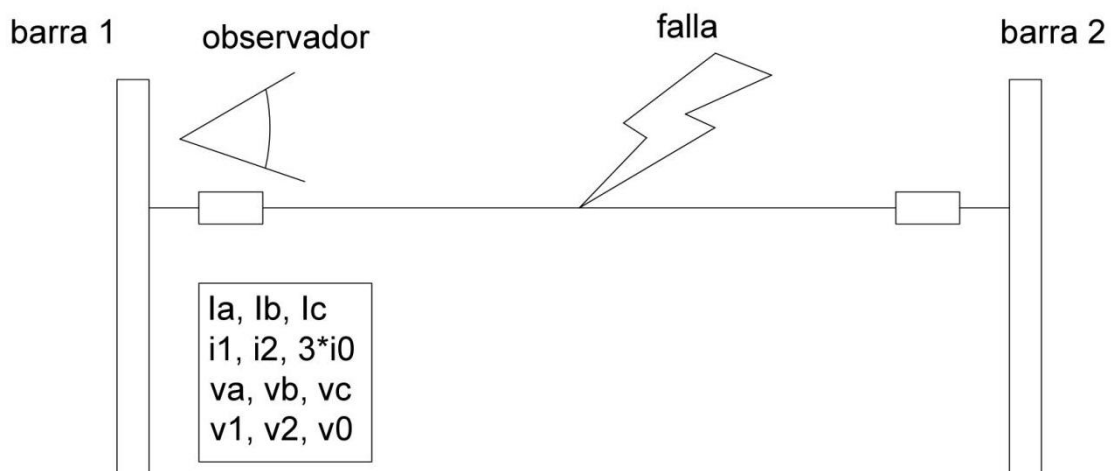 barra 1
observador
falla
barra 2
Ia, Ib, Ic
i1, i2, 3*i0
va, vb, vc
v1, v2, v0